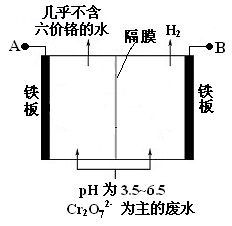 几乎不含
六价铬的水
隔膜
H₂
A
B
铁板
铁板
pH 为 3.5~6.5
Cr₂O₇²⁻ 为主的废水